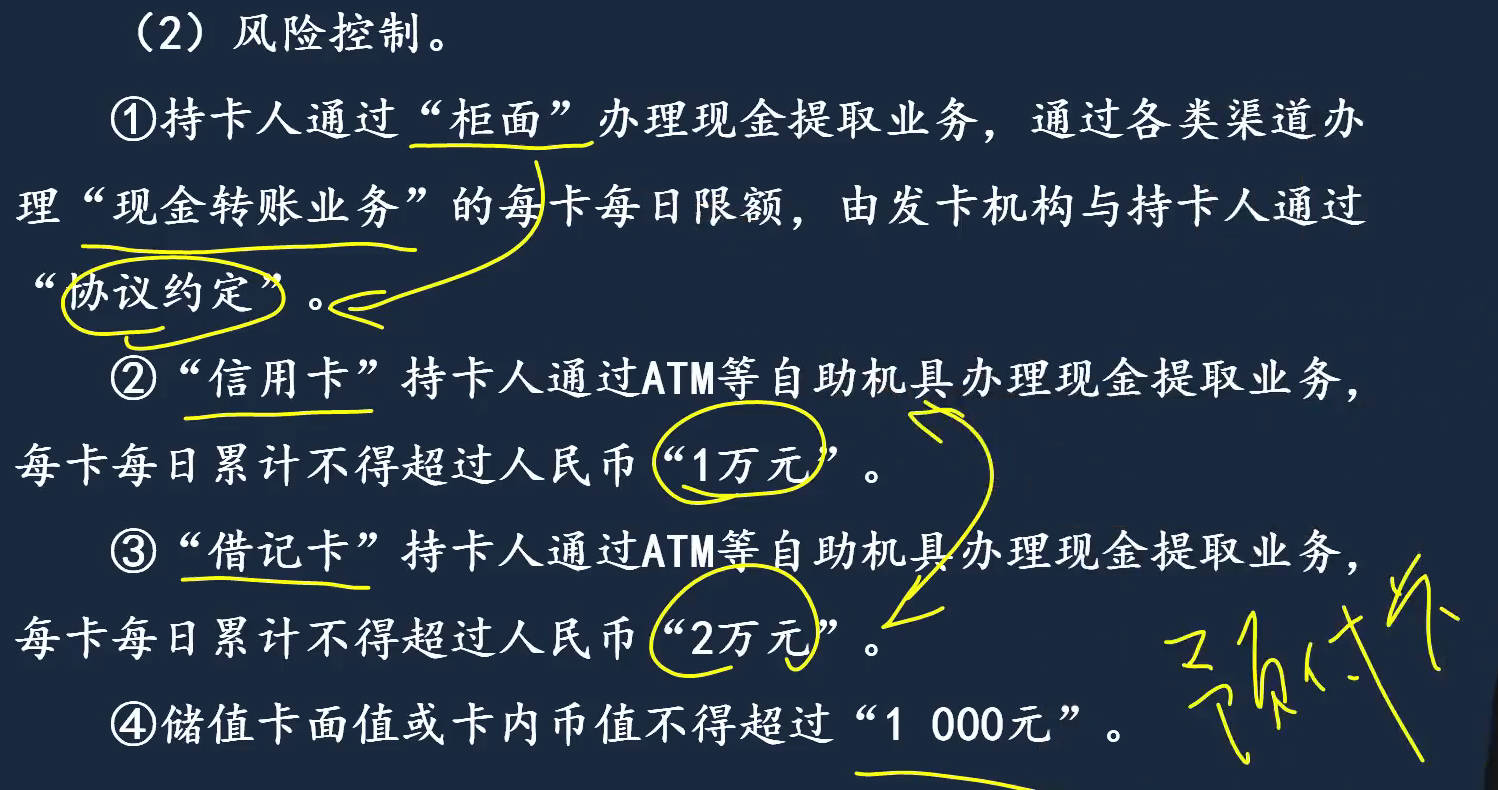 （2）风险控制。
①持卡人通过“柜面”办理现金提取业务，通过各类渠道办
理“现金转账业务”的每卡每日限额，由发卡机构与持卡人通过
“协议约定”。
②“信用卡”持卡人通过ATM等自助机具办理现金提取业务，
每卡每日累计不得超过人民币“1万元”。
③“借记卡”持卡人通过ATM等自助机具办理现金提取业务，
每卡每日累计不得超过人民币“2万元”。
④储值卡面值或卡内币值不得超过“1 000元”。
预付卡